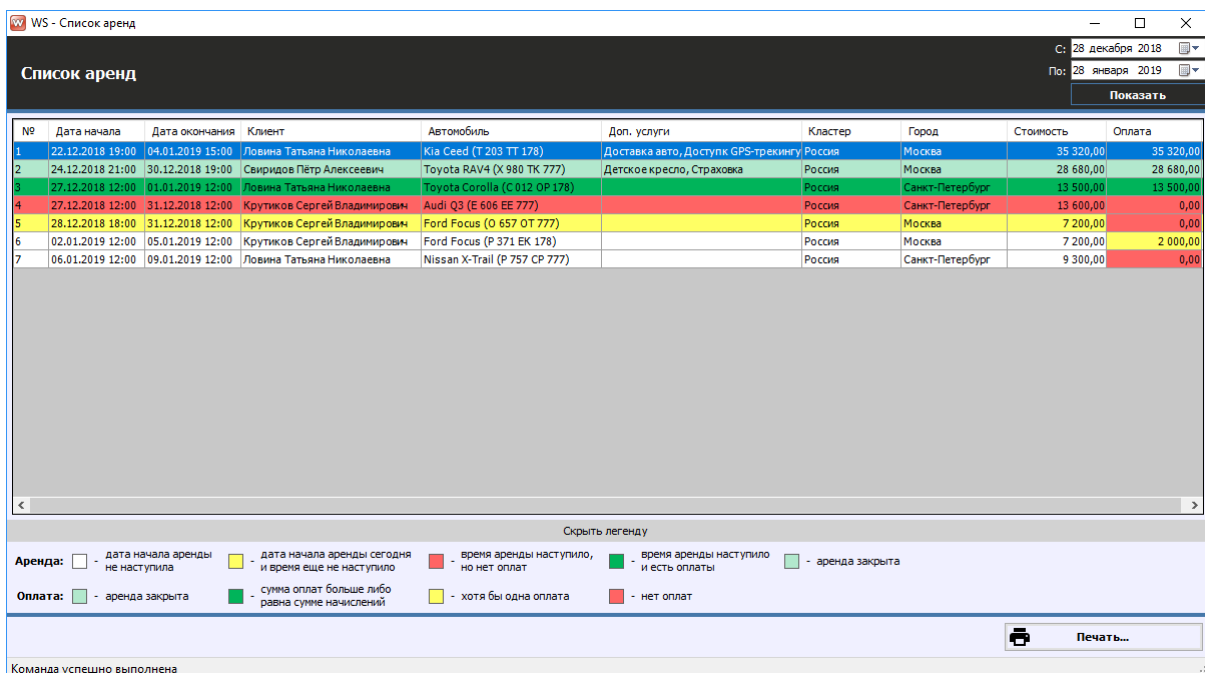 WS - Список аренд
С: 28 декабря 2018
Список аренд
По: 28 января 2019
Показать
№ Дата начала Дата окончания Клиент Автомобиль Доп. услуги Кластер Город Стоимость Оплата
1 22.12.2018 19:00 04.01.2019 15:00 Ловина Татьяна Николаевна Kia Ceed (T 203 TT 178) Доставка авто, Доступк GPS-трекингу Россия Москва 35 320,00 35 320,00
2 24.12.2018 21:00 30.12.2018 19:00 Свиридов Пётр Алексеевич Toyota RAV4 (X 980 TK 777) Детское кресло, Страховка Россия Москва 28 680,00 28 680,00
3 27.12.2018 12:00 01.01.2019 12:00 Ловина Татьяна Николаевна Toyota Corolla (C 012 OP 178) Россия Санкт-Петербург 13 500,00 13 500,00
4 27.12.2018 12:00 31.12.2018 12:00 Крутиков Сергей Владимирович Audi Q3 (E 606 EE 777) Россия Санкт-Петербург 13 600,00 0,00
5 28.12.2018 18:00 31.12.2018 12:00 Крутиков Сергей Владимирович Ford Focus (O 657 OT 777) Россия Москва 7 200,00 0,00
6 02.01.2019 12:00 05.01.2019 12:00 Крутиков Сергей Владимирович Ford Focus (P 371 EK 178) Россия Москва 7 200,00 2 000,00
7 06.01.2019 12:00 09.01.2019 12:00 Ловина Татьяна Николаевна Nissan X-Trail (P 757 CP 777) Россия Санкт-Петербург 9 300,00 0,00
Скрыть легенду
Аренда: - дата начала аренды не наступила - дата начала аренды сегодня и время еще не наступило - время аренды наступило, но нет оплат - время аренды наступило и есть оплаты - аренда закрыта
Оплата: - аренда закрыта - сумма оплат больше либо равна сумме начислений - хотя бы одна оплата - нет оплат
Печать...
Команда успешно выполнена